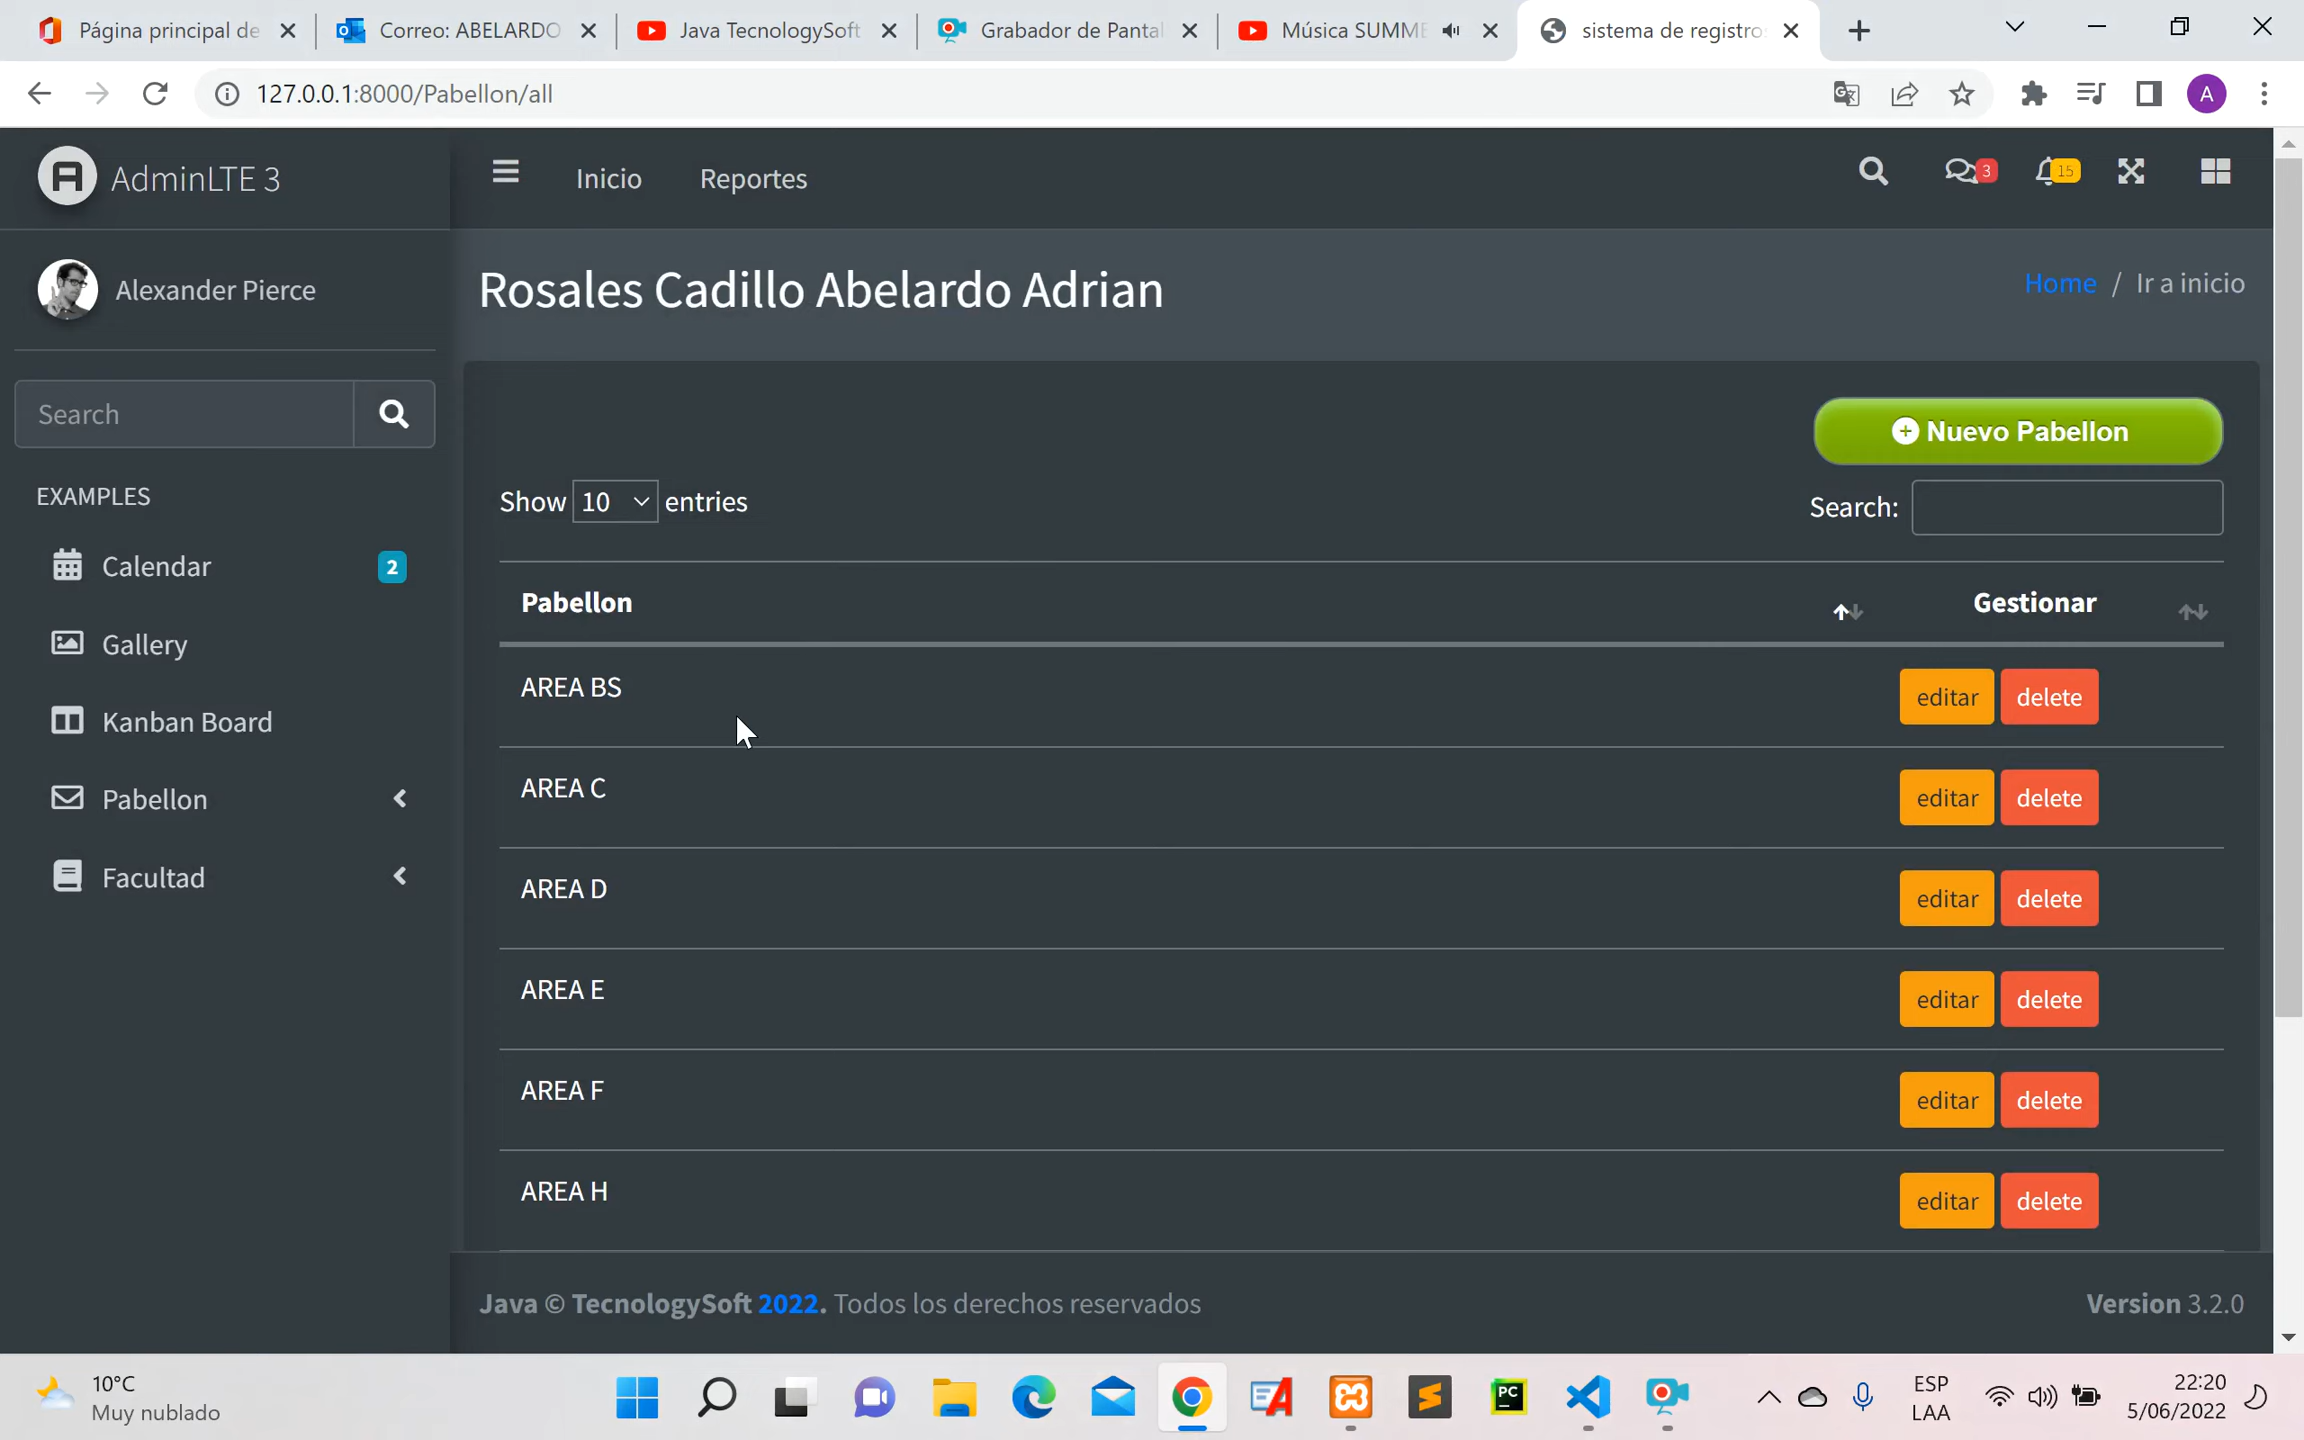 Página principal de
Correo: ABELARDO
Java TecnologySoft
Grabador de Pantal
Música SUMME
sistema de registro
127.0.0.1:8000/Pabellon/all
A
AdminLTE 3
Inicio
Reportes
3
15
Alexander Pierce
Rosales Cadillo Abelardo Adrian
Home / Ir a inicio
Search
Nuevo Pabellon
Show 10 entries
Search:
EXAMPLES
Calendar
2
Gallery
Kanban Board
Pabellon
Facultad
Pabellon
Gestionar
AREA BS
editar
delete
AREA C
editar
delete
AREA D
editar
delete
AREA E
editar
delete
AREA F
editar
delete
AREA H
editar
delete
Java © TecnologySoft 2022. Todos los derechos reservados
Version 3.2.0
10°C
Muy nublado
PC
ESP
LAA
22:20
5/06/2022